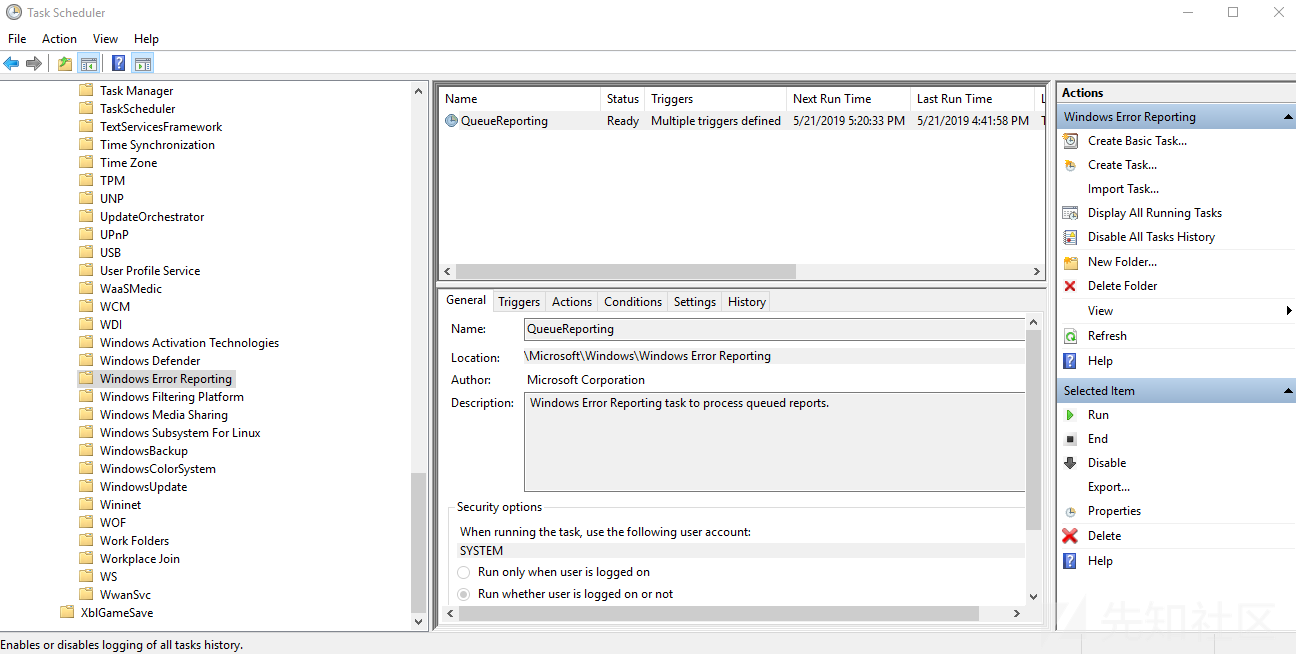 Task Scheduler
File Action View Help
Task Manager
TaskScheduler
TextServicesFramework
Time Synchronization
Time Zone
TPM
UNP
UpdateOrchestrator
UPnP
USB
User Profile Service
WaaSMedic
WCM
WDI
Windows Activation Technologies
Windows Defender
Windows Error Reporting
Windows Filtering Platform
Windows Media Sharing
Windows Subsystem For Linux
WindowsBackup
WindowsColorSystem
WindowsUpdate
Wininet
WOF
Work Folders
Workplace Join
WS
WwanSvc
XblGameSave
Name Status Triggers Next Run Time Last Run Time
QueueReporting Ready Multiple triggers defined 5/21/2019 5:20:33 PM 5/21/2019 4:41:58 PM
General Triggers Actions Conditions Settings History
Name: QueueReporting
Location: \Microsoft\Windows\Windows Error Reporting
Author: Microsoft Corporation
Description: Windows Error Reporting task to process queued reports.
Security options
When running the task, use the following user account:
SYSTEM
Run only when user is logged on
Run whether user is logged on or not
Actions
Windows Error Reporting
Create Basic Task...
Create Task...
Import Task...
Display All Running Tasks
Disable All Tasks History
New Folder...
Delete Folder
View
Refresh
Help
Selected Item
Run
End
Disable
Export...
Properties
Delete
Help
先知社区
Enables or disables logging of all tasks history.